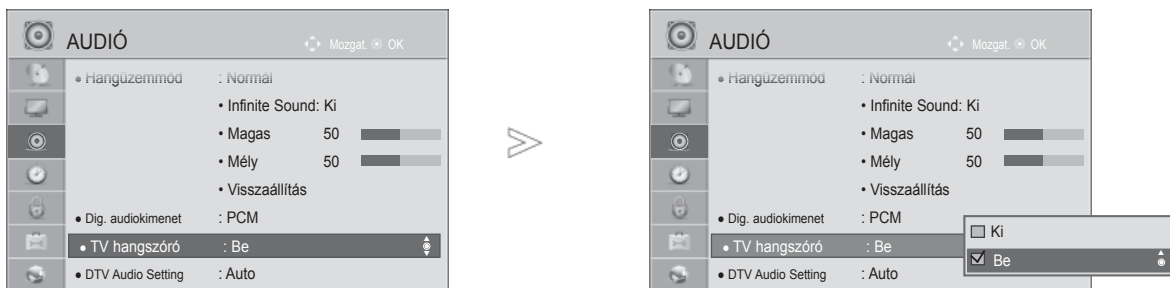 AUDIÓ
Mozgat. OK
● Hangüzemmód : Normál
• Infinite Sound: Ki
• Magas 50
• Mély 50
• Visszaállítás
● Dig. audiokimenet : PCM
● TV hangszóró : Be
● DTV Audio Setting : Auto
AUDIÓ
Mozgat. OK
● Hangüzemmód : Normál
• Infinite Sound: Ki
• Magas 50
• Mély 50
• Visszaállítás
● Dig. audiokimenet : PCM
● TV hangszóró : Be
● DTV Audio Setting : Auto
Ki
Be